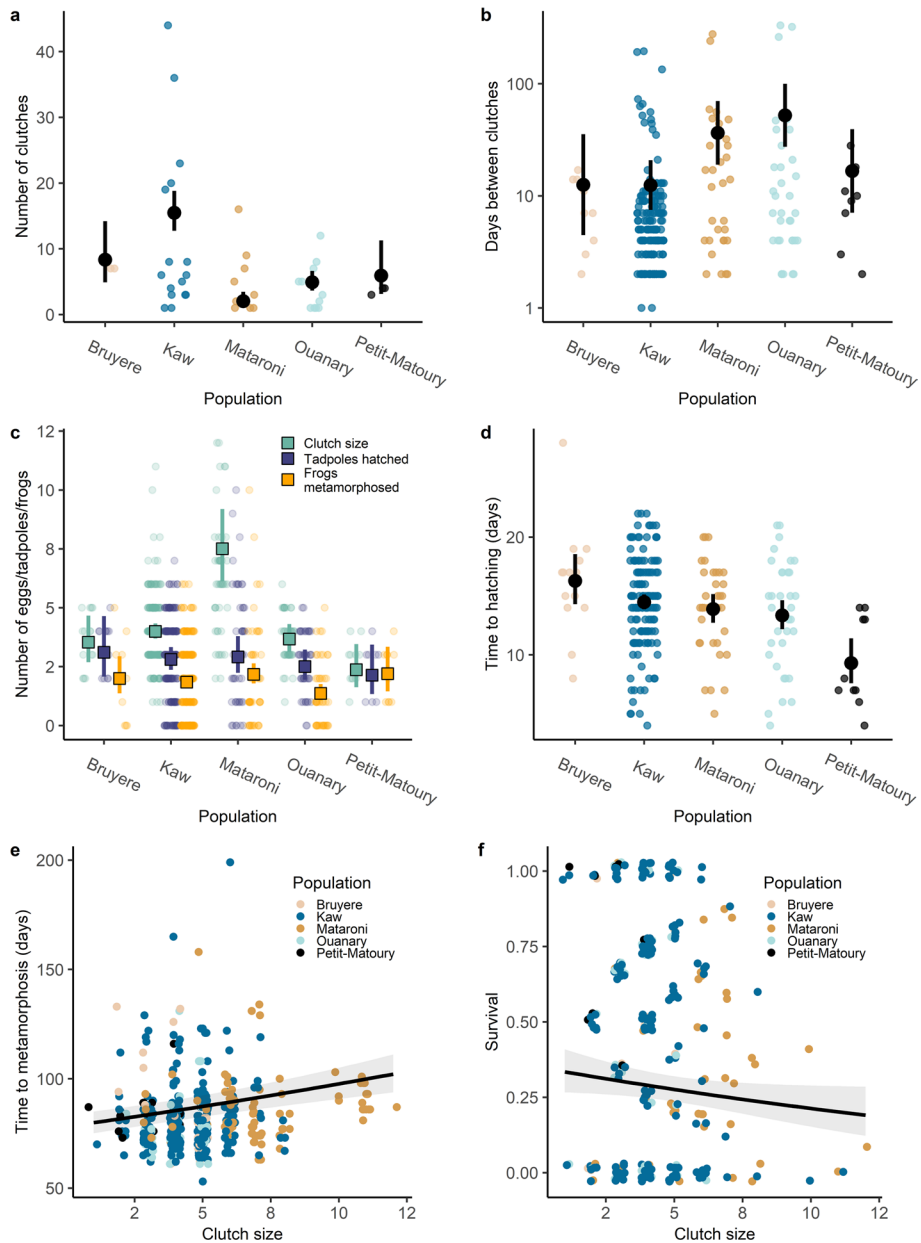 a
Number of clutches
40
30
20
10
0
Bruyere
Kaw
Mataroni
Ouanary
Petit-Matoury
Population
b
Days between clutches
100
10
1
Bruyere
Kaw
Mataroni
Ouanary
Petit-Matoury
Population
c
Number of eggs/tadpoles/frogs
12
10
8
5
2
0
Clutch size
Tadpoles hatched
Frogs
metamorphosed
Bruyere
Kaw
Mataroni
Ouanary
Petit-Matoury
Population
d
Time to hatching (days)
20
10
Bruyere
Kaw
Mataroni
Ouanary
Petit-Matoury
Population
e
Time to metamorphosis (days)
200
150
100
50
Population
Bruyere
Kaw
Mataroni
Ouanary
Petit-Matoury
2
5
8
10
12
Clutch size
f
Survival
1.00
0.75
0.50
0.25
0.00
Population
Bruyere
Kaw
Mataroni
Ouanary
Petit-Matoury
2
5
8
10
12
Clutch size